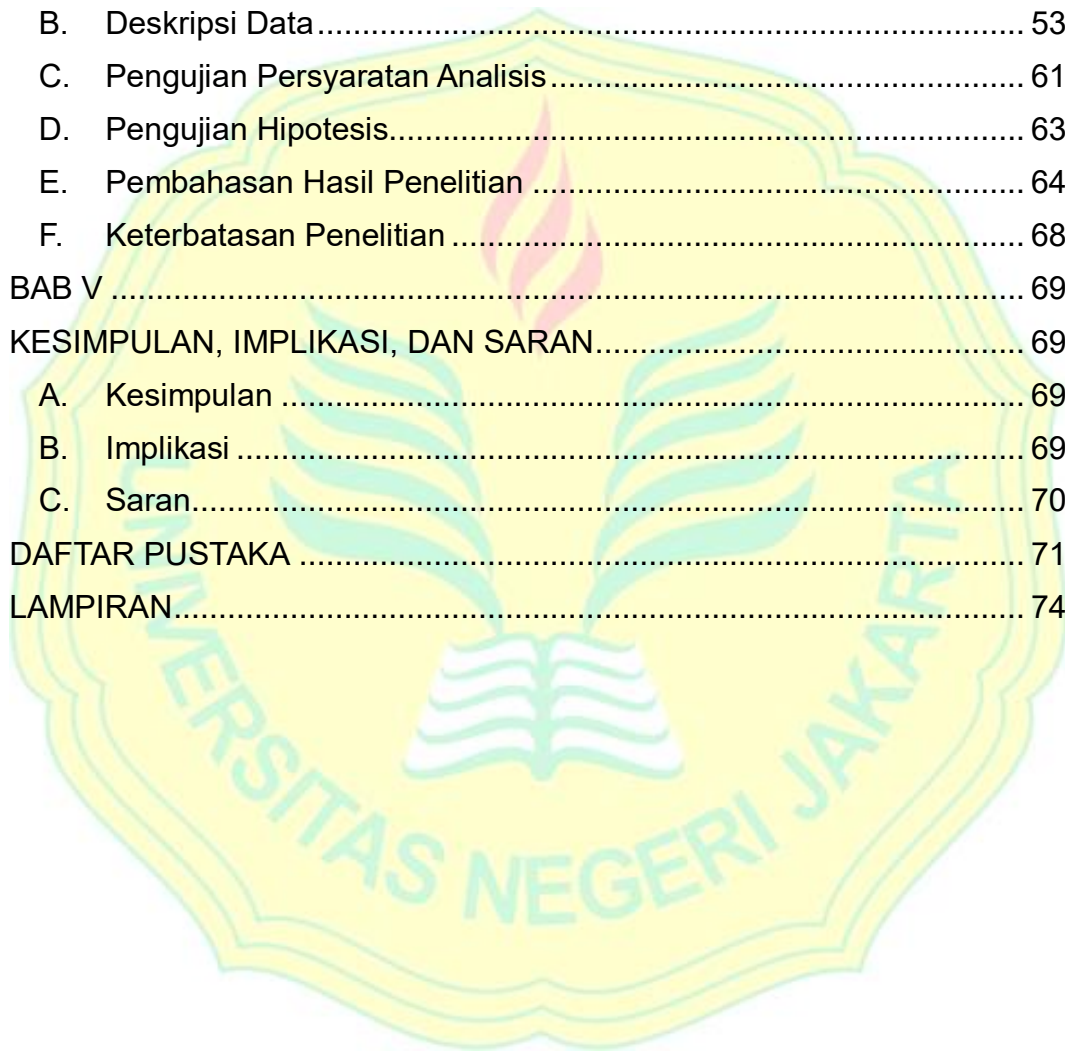 B. Deskripsi Data........................................................................................ 53
C. Pengujian Persyaratan Analisis.......................................................... 61
D. Pengujian Hipotesis............................................................................. 63
E. Pembahasan Hasil Penelitian ............................................................. 64
F. Keterbatasan Penelitian ...................................................................... 68
BAB V ............................................................................................................... 69
KESIMPULAN, IMPLIKASI, DAN SARAN.................................................... 69
A. Kesimpulan ........................................................................................... 69
B. Implikasi ................................................................................................ 69
C. Saran...................................................................................................... 70
DAFTAR PUSTAKA ........................................................................................ 71
LAMPIRAN....................................................................................................... 74
UNIVERSITAS NEGERI JAKARTA